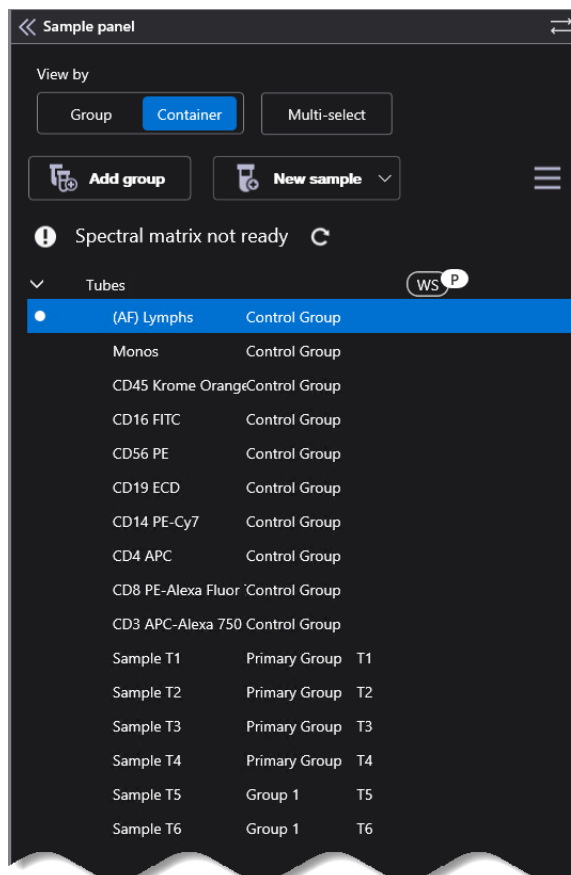 Sample panel
View by
Group Container Multi-select
Add group New sample
Spectral matrix not ready
Tubes WS P
(AF) Lymphs Control Group
Monos Control Group
CD45 Krome Orange Control Group
CD16 FITC Control Group
CD56 PE Control Group
CD19 ECD Control Group
CD14 PE-Cy7 Control Group
CD4 APC Control Group
CD8 PE-Alexa Fluor Control Group
CD3 APC-Alexa 750 Control Group
Sample T1 Primary Group T1
Sample T2 Primary Group T2
Sample T3 Primary Group T3
Sample T4 Primary Group T4
Sample T5 Group 1 T5
Sample T6 Group 1 T6